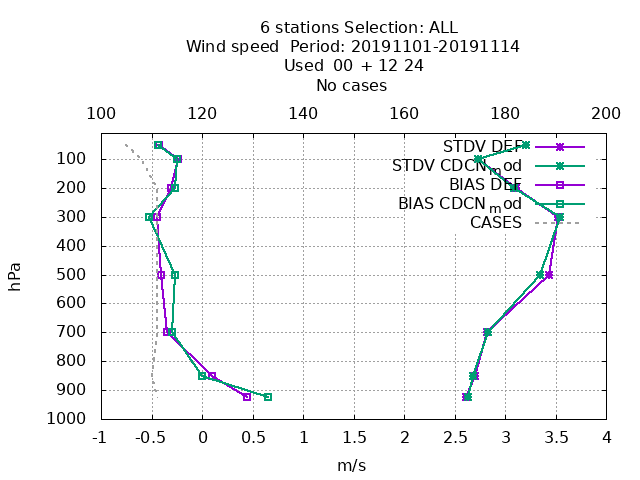 6 stations Selection: ALL
Wind speed  Period: 20191101-20191114
Used  00 + 12 24
No cases
100 120 140 160 180 200
STDV DEF
STDV CDCN_mod
BIAS DEF
BIAS CDCN_mod
CASES
100
200
300
400
500
600
700
800
900
1000
hPa
-1 -0.5 0 0.5 1 1.5 2 2.5 3 3.5 4
m/s